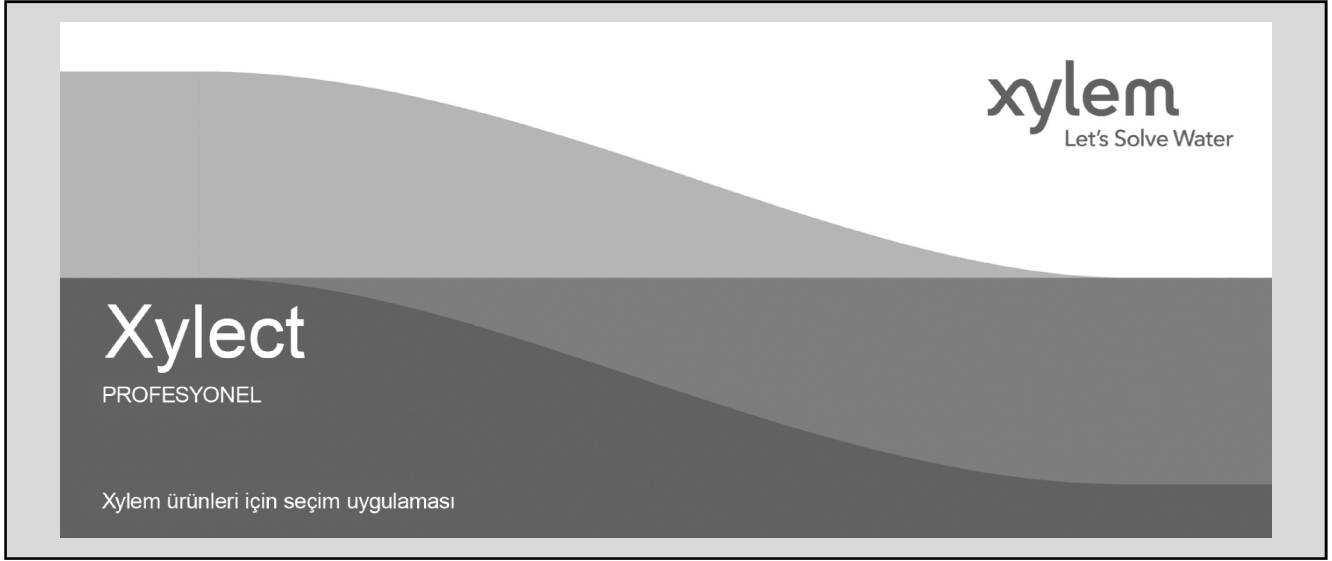 xylem
Let's Solve Water
Xylect
PROFESYONEL
Xylem ürünleri için seçim uygulaması